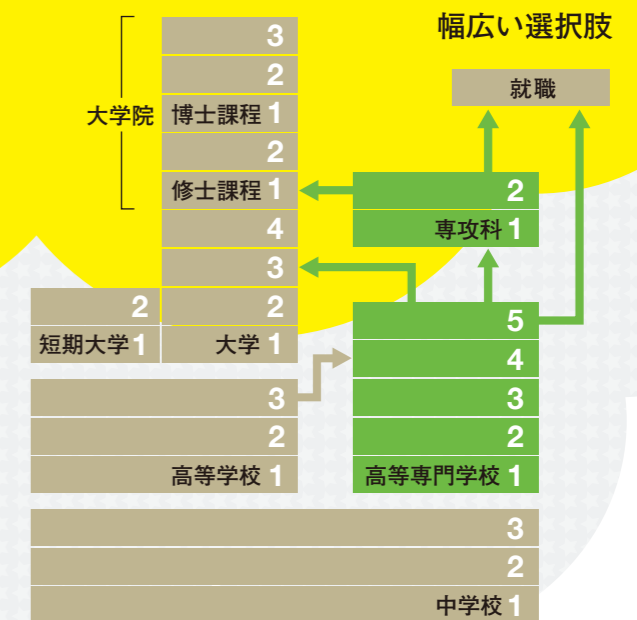 幅広い選択肢
就職
大学院
3
2
博士課程 1
2
修士課程 1
4
3
2
大学 1
2
短期大学 1
2
専攻科 1
5
4
3
2
高等専門学校 1
3
2
高等学校 1
3
2
中学校 1